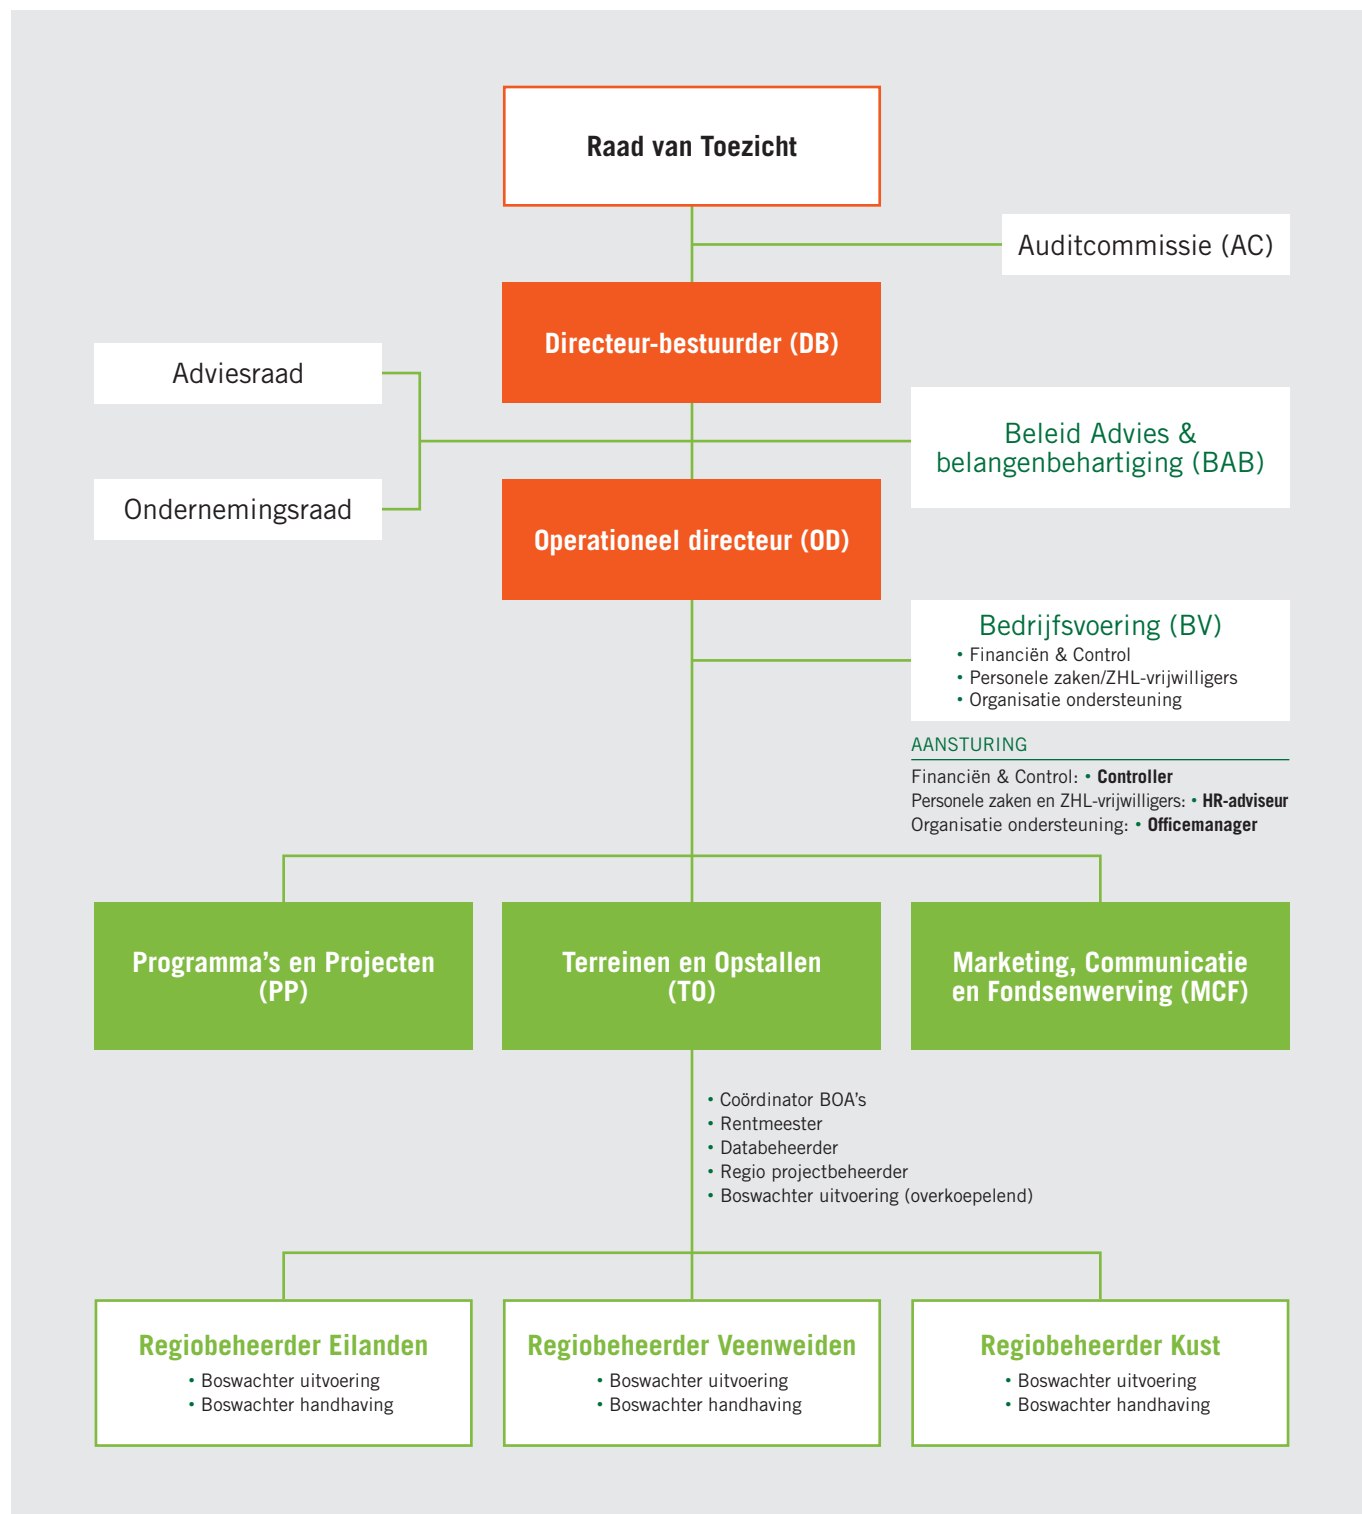 Raad van Toezicht
Auditcommissie (AC)
Directeur-bestuurder (DB)
Adviesraad
Beleid Advies &
belangenbehartiging (BAB)
Ondernemingsraad
Operationeel directeur (OD)
Bedrijfsvoering (BV)
• Financiën & Control
• Personele zaken/ZHL-vrijwilligers
• Organisatie ondersteuning
AANSTURING
Financiën & Control: • Controller
Personele zaken en ZHL-vrijwilligers: • HR-adviseur
Organisatie ondersteuning: • Officemanager
Programma's en Projecten
(PP)
Terreinen en Opstallen
(TO)
Marketing, Communicatie
en Fondsenwerving (MCF)
• Coördinator BOA's
• Rentmeester
• Databeheerder
• Regio projectbeheerder
• Boswachter uitvoering (overkoepelend)
Regiobeheerder Eilanden
• Boswachter uitvoering
• Boswachter handhaving
Regiobeheerder Veenweiden
• Boswachter uitvoering
• Boswachter handhaving
Regiobeheerder Kust
• Boswachter uitvoering
• Boswachter handhaving